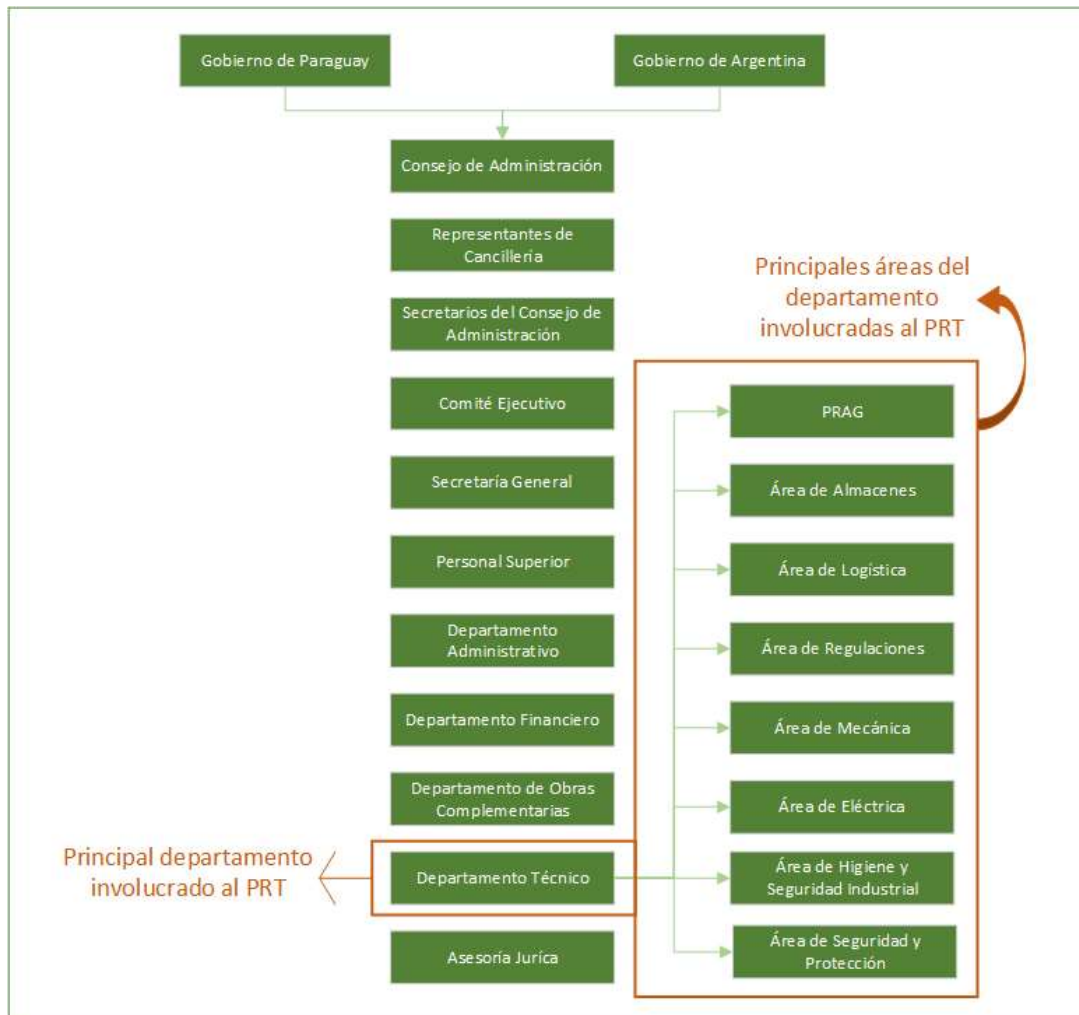 Gobierno de Paraguay
Gobierno de Argentina
Consejo de Administración
Representantes de
Cancillería
Secretarios del Consejo de
Administración
Comité Ejecutivo
Secretaría General
Personal Superior
Departamento
Administrativo
Departamento Financiero
Departamento de Obras
Complementarias
Departamento Técnico
Asesoría Juríca
Principal departamento
involucrado al PRT
Principales áreas del
departamento
involucradas al PRT
PRAG
Área de Almacenes
Área de Logística
Área de Regulaciones
Área de Mecánica
Área de Eléctrica
Área de Higiene y
Seguridad Industrial
Área de Seguridad y
Protección